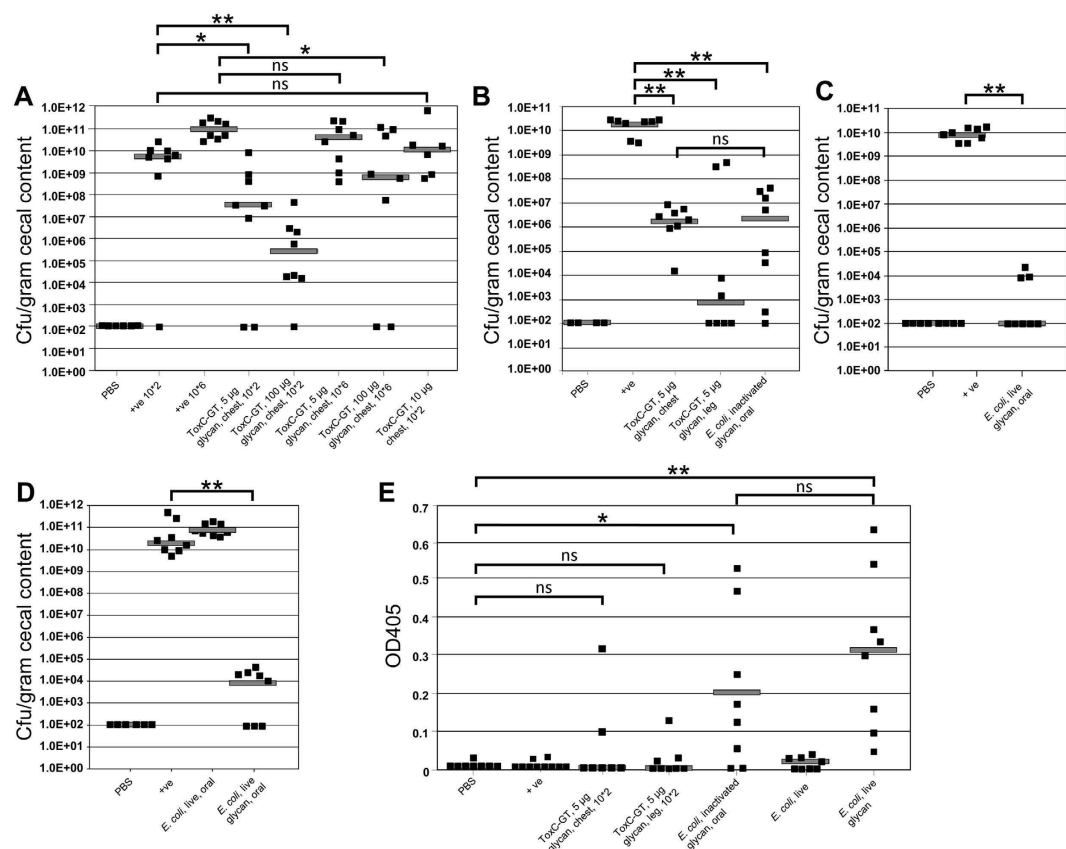 **
*
*
ns
ns
A
Cfu/gram cecal content
1.0E+12
1.0E+11
1.0E+10
1.0E+09
1.0E+08
1.0E+07
1.0E+06
1.0E+05
1.0E+04
1.0E+03
1.0E+02
1.0E+01
1.0E+00
PBS
+ve 10*2
+ve 10*6
ToxC-GT, 5 µg
glycan, chest, 10*2
ToxC-GT, 100 µg
glycan, chest, 10*2
ToxC-GT, 5 µg
glycan, chest, 10*6
ToxC-GT, 100 µg
glycan, chest, 10*6
ToxC-GT, 10 µg
chest, 10*2
B
**
**
**
ns
Cfu/gram cecal content
1.0E+11
1.0E+10
1.0E+09
1.0E+08
1.0E+07
1.0E+06
1.0E+05
1.0E+04
1.0E+03
1.0E+02
1.0E+01
1.0E+00
PBS
+ve
ToxC-GT, 5 µg
glycan, chest
ToxC-GT, 5 µg
glycan, leg
E. coli, inactivated
glycan, oral
C
**
Cfu/gram cecal content
1.0E+11
1.0E+10
1.0E+09
1.0E+08
1.0E+07
1.0E+06
1.0E+05
1.0E+04
1.0E+03
1.0E+02
1.0E+01
1.0E+00
PBS
+ ve
E. coli, live
glycan, oral
D
**
Cfu/gram cecal content
1.0E+12
1.0E+11
1.0E+10
1.0E+09
1.0E+08
1.0E+07
1.0E+06
1.0E+05
1.0E+04
1.0E+03
1.0E+02
1.0E+01
1.0E+00
PBS
+ve
E. coli, live, oral
E. coli, live
glycan, oral
E
**
ns
*
ns
ns
OD405
0.7
0.6
0.5
0.4
0.3
0.2
0.1
0
PBS
+ ve
ToxC-GT, 5 µg
glycan, chest, 10*2
ToxC-GT, 5 µg
glycan, leg, 10*2
E. coli, inactivated
glycan, oral
E. coli, live
E. coli, live
glycan